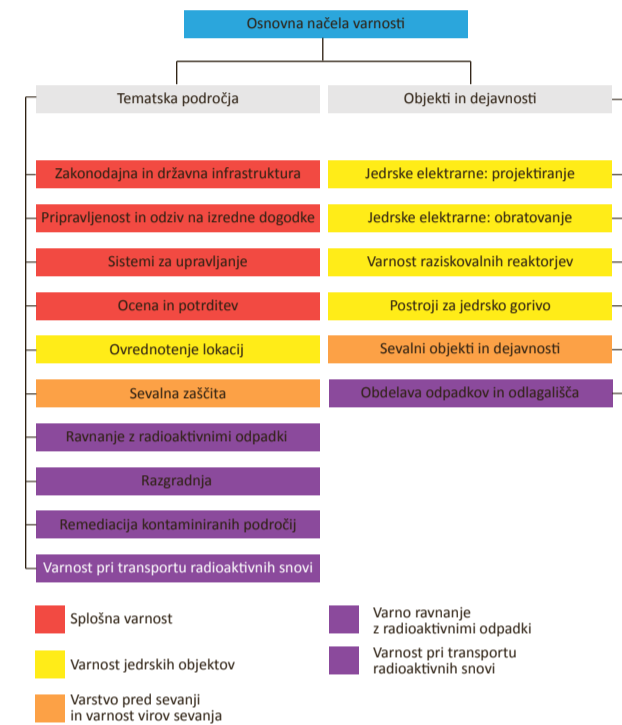 Osnovna načela varnosti
Tematska področja
Objekti in dejavnosti
Zakonodajna in državna infrastruktura
Jedrske elektrarne: projektiranje
Pripravljenost in odziv na izredne dogodke
Jedrske elektrarne: obratovanje
Sistemi za upravljanje
Varnost raziskovalnih reaktorjev
Ocena in potrditev
Postroji za jedrsko gorivo
Ovrednotenje lokacij
Sevalni objekti in dejavnosti
Sevalna zaščita
Obdelava odpadkov in odlagališča
Ravnanje z radioaktivnimi odpadki
Razgradnja
Remediacija kontaminiranih področij
Varnost pri transportu radioaktivnih snovi
Splošna varnost
Varnost jedrskih objektov
Varstvo pred sevanji
in varnost virov sevanja
Varno ravnanje
z radioaktivnimi odpadki
Varnost pri transportu
radioaktivnih snovi